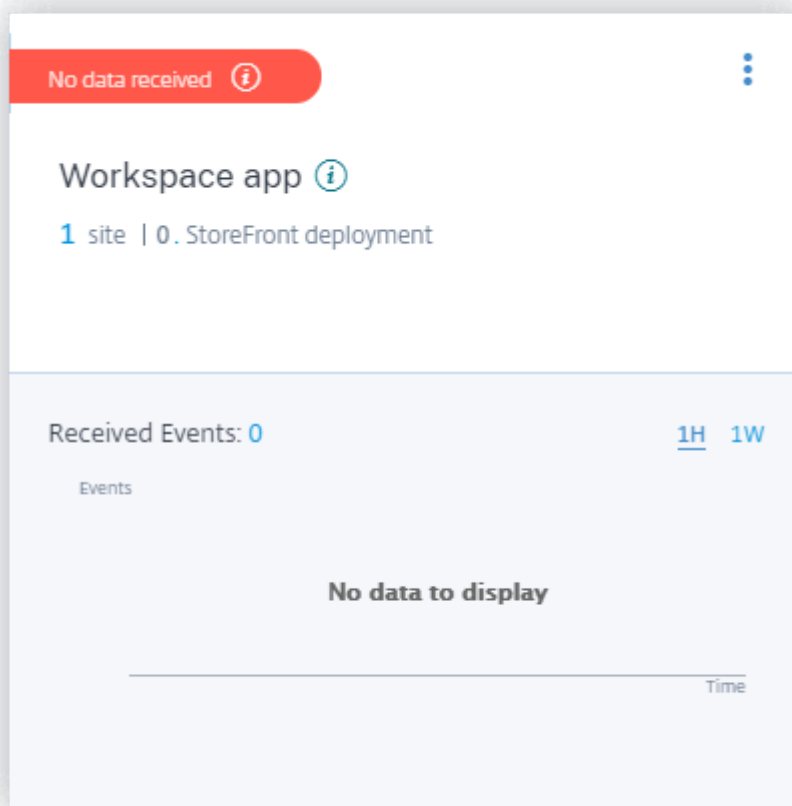 No data received
Workspace app
1 site | 0. StoreFront deployment
Received Events: 0 1H 1W
Events
No data to display
Time